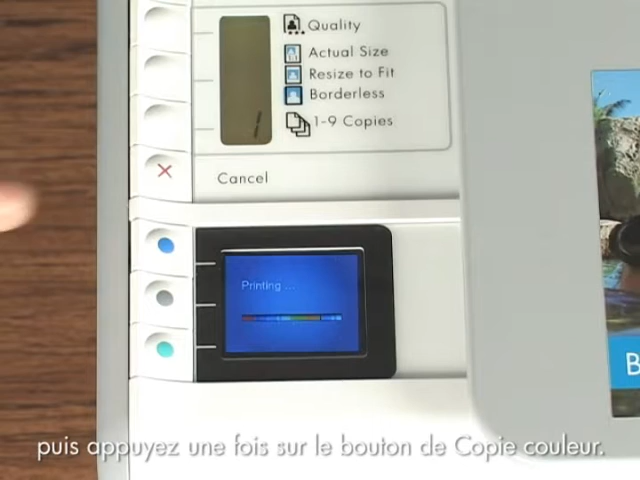 Quality
Actual Size
Resize to Fit
Borderless
1-9 Copies
Cancel
Printing ...
B
puis appuyez une fois sur le bouton de Copie couleur.